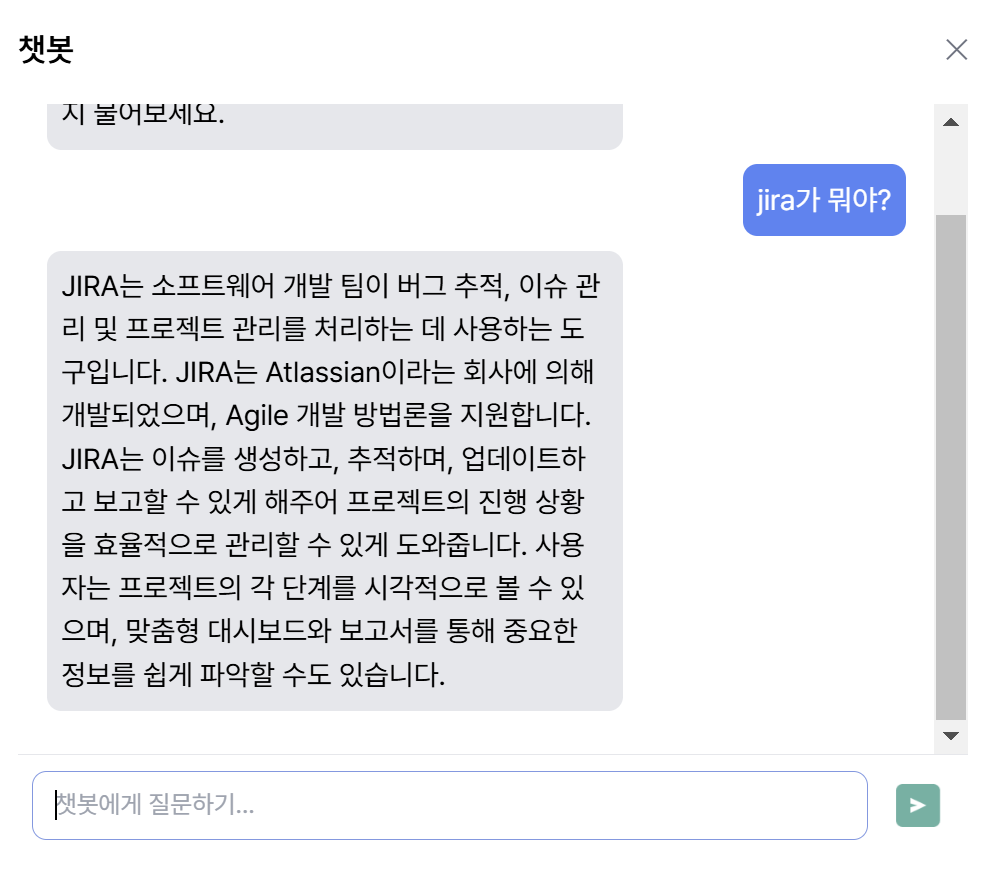 챗봇
지 물어보세요.
jira가 뭐야?
JIRA는 소프트웨어 개발 팀이 버그 추적, 이슈 관
리 및 프로젝트 관리를 처리하는 데 사용하는 도
구입니다. JIRA는 Atlassian이라는 회사에 의해
개발되었으며, Agile 개발 방법론을 지원합니다.
JIRA는 이슈를 생성하고, 추적하며, 업데이트하
고 보고할 수 있게 해주어 프로젝트의 진행 상황
을 효율적으로 관리할 수 있게 도와줍니다. 사용
자는 프로젝트의 각 단계를 시각적으로 볼 수 있
으며, 맞춤형 대시보드와 보고서를 통해 중요한
정보를 쉽게 파악할 수도 있습니다.
챗봇에게 질문하기...